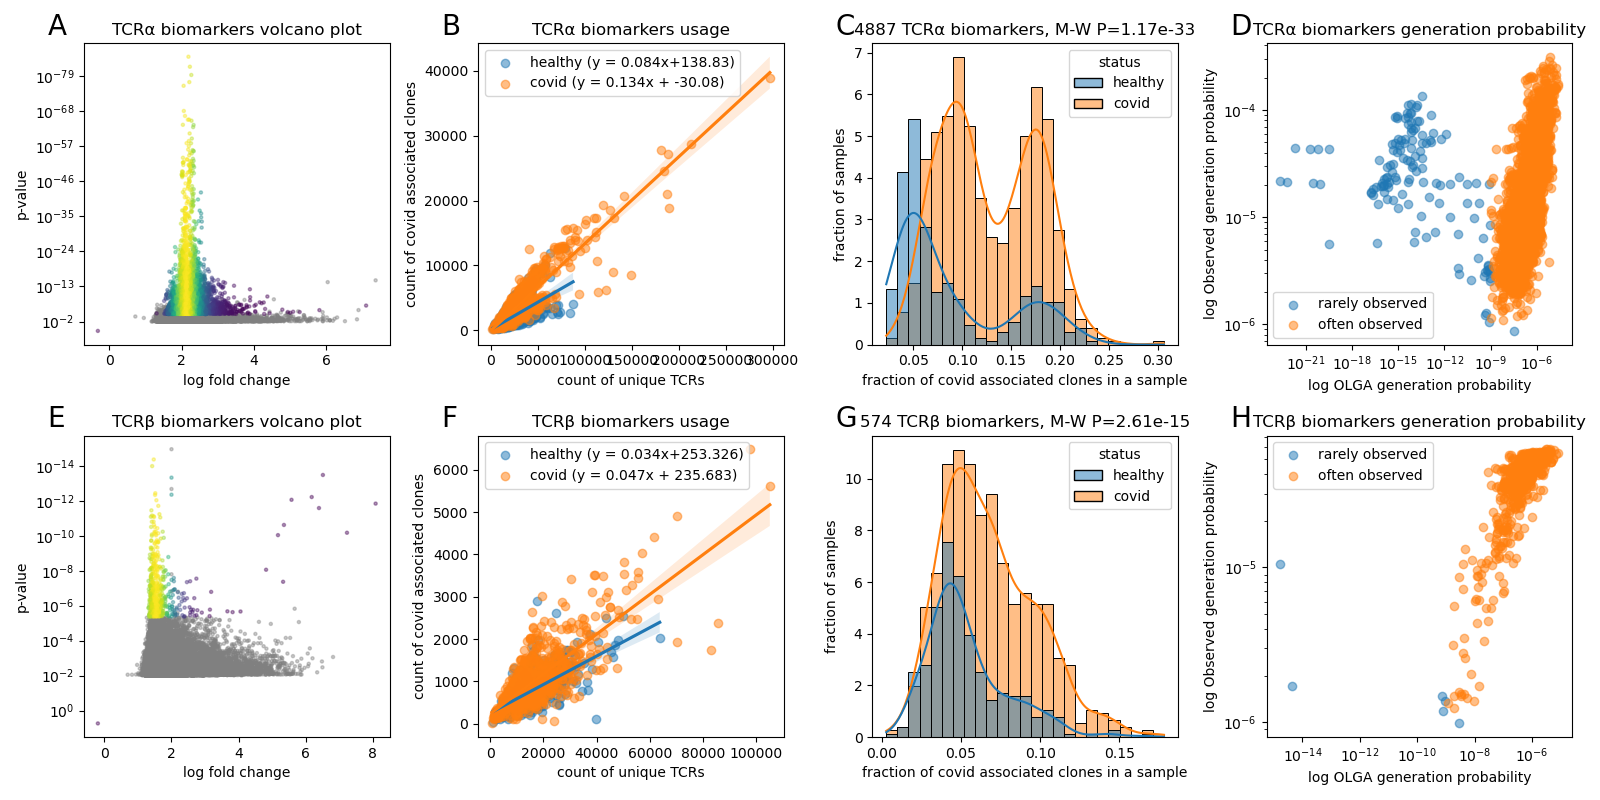 A
TCRα biomarkers volcano plot
p-value
10⁻⁷⁹
10⁻⁶⁸
10⁻⁵⁷
10⁻⁴⁶
10⁻³⁵
10⁻²⁴
10⁻¹³
10⁻²
0 2 4 6
log fold change
B
TCRα biomarkers usage
healthy (y = 0.084x+138.83)
covid (y = 0.134x + -30.08)
count of covid associated clones
40000
30000
20000
10000
0
0 50000 100000 150000 200000 250000 300000
count of unique TCRs
C
4887 TCRα biomarkers, M-W P=1.17e-33
status
healthy
covid
fraction of samples
7
6
5
4
3
2
1
0
0.05 0.10 0.15 0.20 0.25 0.30
fraction of covid associated clones in a sample
D
TCRα biomarkers generation probability
log Observed generation probability
10⁻⁴
10⁻⁵
10⁻⁶
rarely observed
often observed
10⁻²¹ 10⁻¹⁸ 10⁻¹⁵ 10⁻¹² 10⁻⁹ 10⁻⁶
log OLGA generation probability
E
TCRβ biomarkers volcano plot
p-value
10⁻¹⁴
10⁻¹²
10⁻¹⁰
10⁻⁸
10⁻⁶
10⁻⁴
10⁻²
10⁰
0 2 4 6 8
log fold change
F
TCRβ biomarkers usage
healthy (y = 0.034x+253.326)
covid (y = 0.047x + 235.683)
count of covid associated clones
6000
5000
4000
3000
2000
1000
0
0 20000 40000 60000 80000 100000
count of unique TCRs
G
574 TCRβ biomarkers, M-W P=2.61e-15
status
healthy
covid
fraction of samples
10
8
6
4
2
0
0.00 0.05 0.10 0.15
fraction of covid associated clones in a sample
H
TCRβ biomarkers generation probability
rarely observed
often observed
log Observed generation probability
10⁻⁵
10⁻⁶
10⁻¹⁴ 10⁻¹² 10⁻¹⁰ 10⁻⁸ 10⁻⁶
log OLGA generation probability